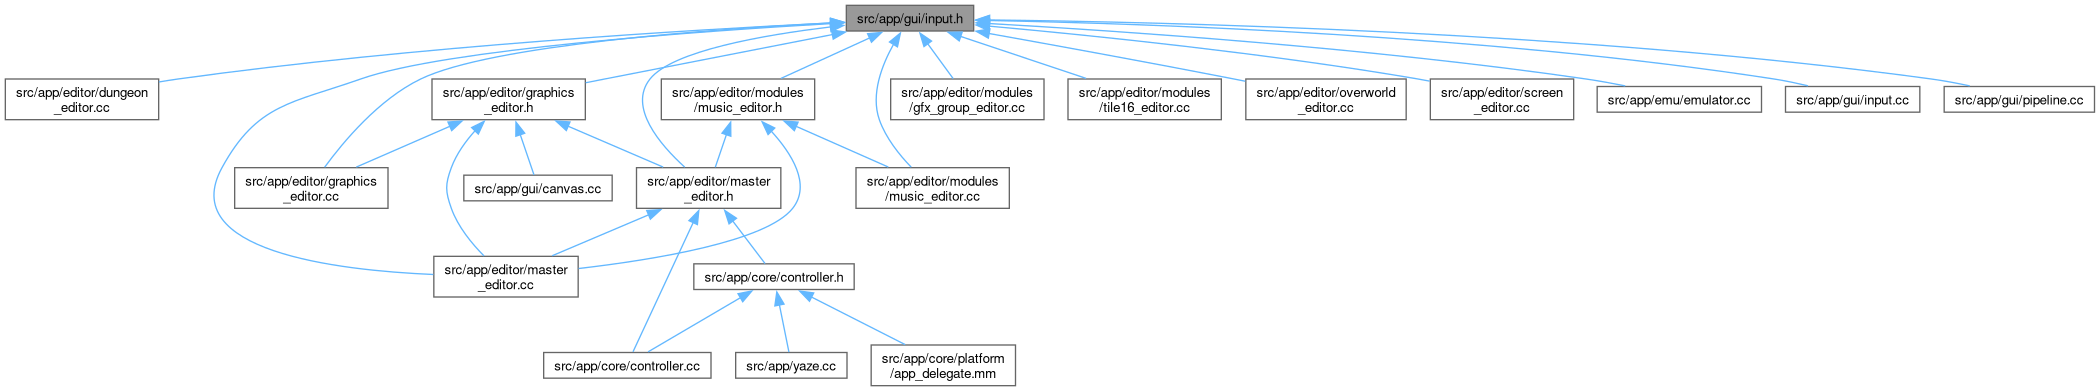 src/app/gui/input.h
src/app/editor/dungeon
_editor.cc
src/app/editor/graphics
_editor.h
src/app/editor/modules
/music_editor.h
src/app/editor/modules
/gfx_group_editor.cc
src/app/editor/modules
/tile16_editor.cc
src/app/editor/overworld
_editor.cc
src/app/editor/screen
_editor.cc
src/app/emu/emulator.cc
src/app/gui/input.cc
src/app/gui/pipeline.cc
src/app/editor/graphics
_editor.cc
src/app/gui/canvas.cc
src/app/editor/master
_editor.h
src/app/editor/modules
/music_editor.cc
src/app/editor/master
_editor.cc
src/app/core/controller.h
src/app/core/controller.cc
src/app/yaze.cc
src/app/core/platform
/app_delegate.mm